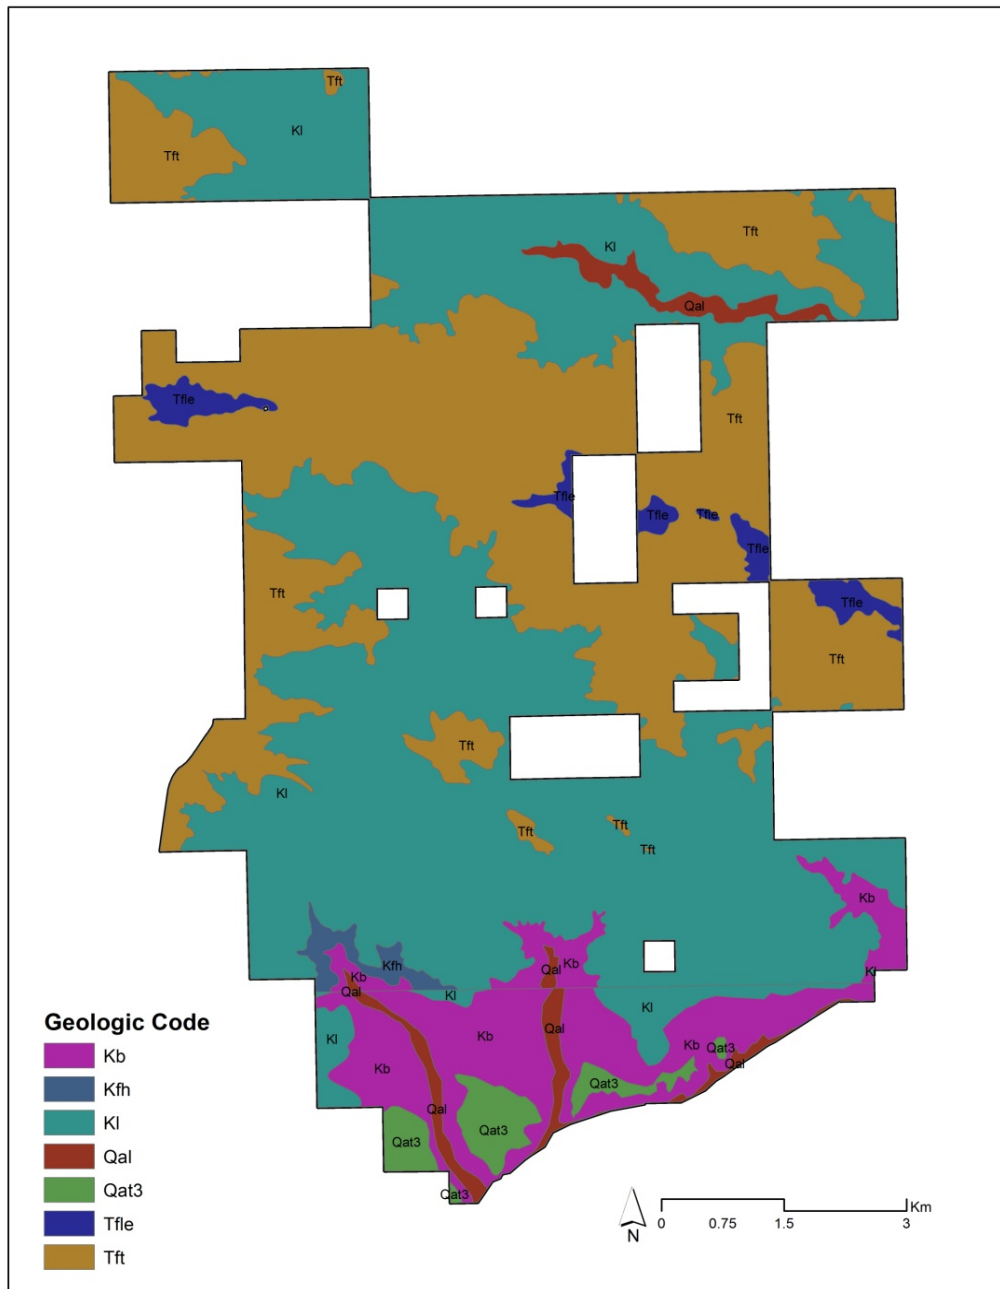 Tft
Kl
Tft
Kl
Tft
Qal
Tfle
Tft
Tfle
Tfle
Tfle
Tfle
Tft
Tfle
Tft
Tft
Kl
Tft
Tft
Tft
Kb
Kfh
Kb
Qal
Kb
Kl
Qal
Kl
Kl
Qal
Kb
Kl
Kb
Qat3
Qal
Kb
Qat3
Qal
Qat3
Qat3
Qat3
Geologic Code
Kb
Kfh
Kl
Qal
Qat3
Tfle
Tft
N
Km
0 0.75 1.5 3